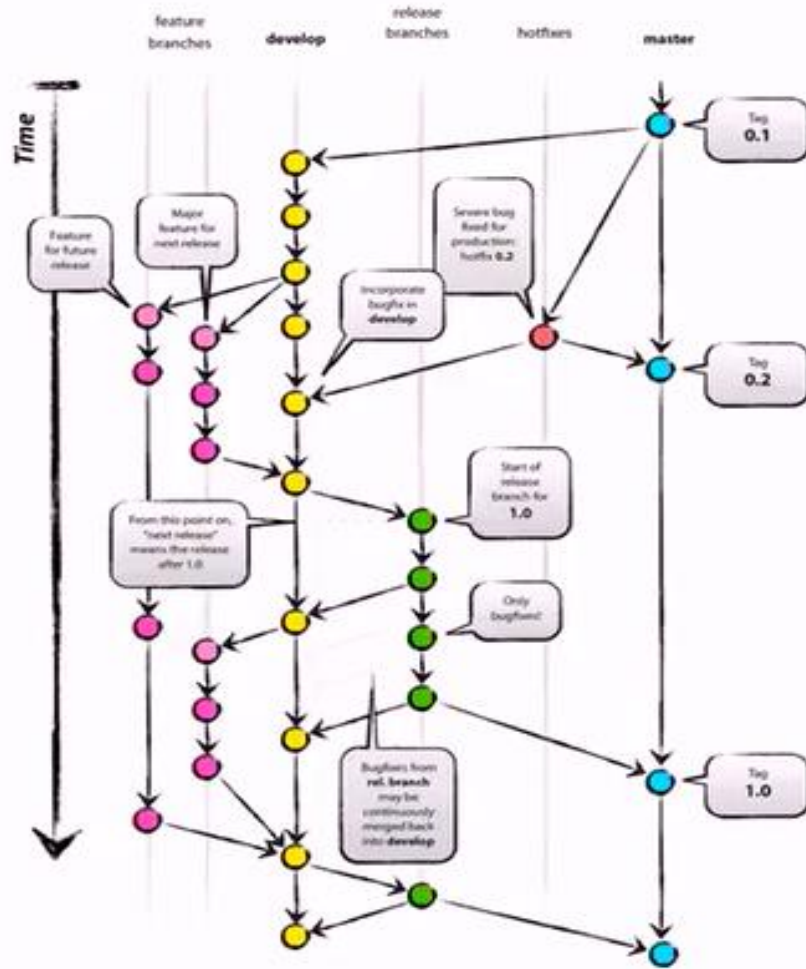 feature
branches
develop
release
branches
hotfixes
master
Time
Tag
0.1
Feature
for future
release
Major
feature for
next release
Severe bug
fixed for
production:
hotfix 0.2
Incorporate
bugfix in
develop
Tag
0.2
Start of
release
branch for
1.0
From this point on,
"next release"
means the release
after 1.0
Only
bugfixes!
Bugfixes from
rel. branch
may be
continuously
merged back
into develop
Tag
1.0